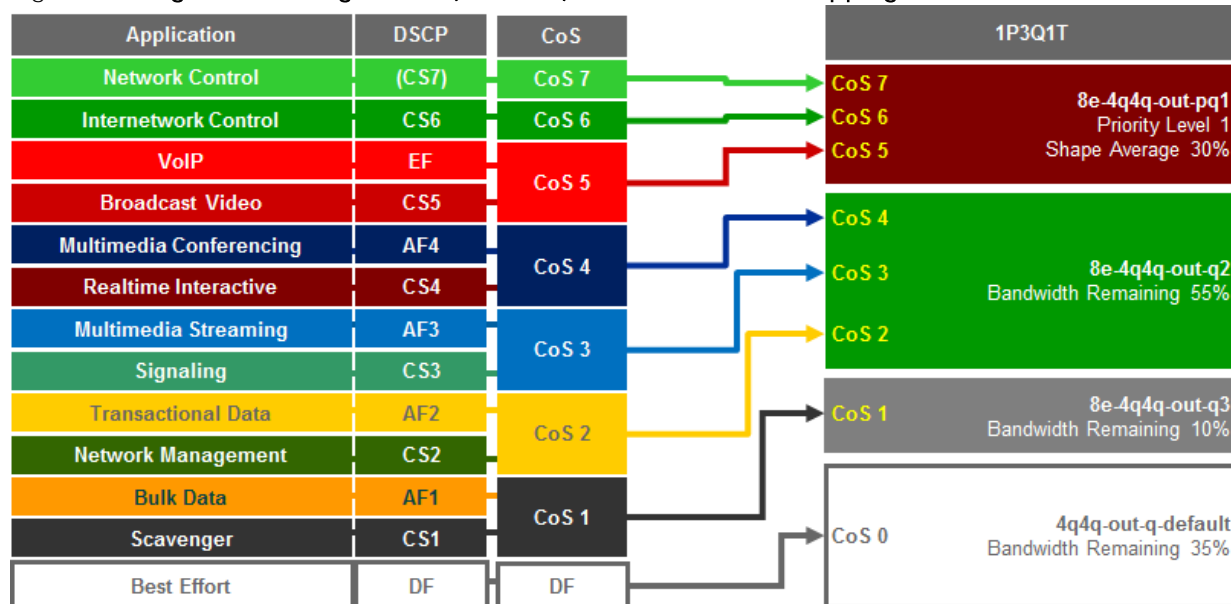 Application DSCP CoS 1P3Q1T
Network Control (CS7) CoS 7
Internetwork Control CS6 CoS 6
VoIP EF CoS 5
Broadcast Video CS5
Multimedia Conferencing AF4 CoS 4
Realtime Interactive CS4
Multimedia Streaming AF3 CoS 3
Signaling CS3
Transactional Data AF2 CoS 2
Network Management CS2
Bulk Data AF1 CoS 1
Scavenger CS1
Best Effort DF DF
CoS 7
CoS 6
CoS 5
8e-4q4q-out-pq1
Priority Level 1
Shape Average 30%
CoS 4
CoS 3
CoS 2
8e-4q4q-out-q2
Bandwidth Remaining 55%
CoS 1
8e-4q4q-out-q3
Bandwidth Remaining 10%
CoS 0
4q4q-out-q-default
Bandwidth Remaining 35%